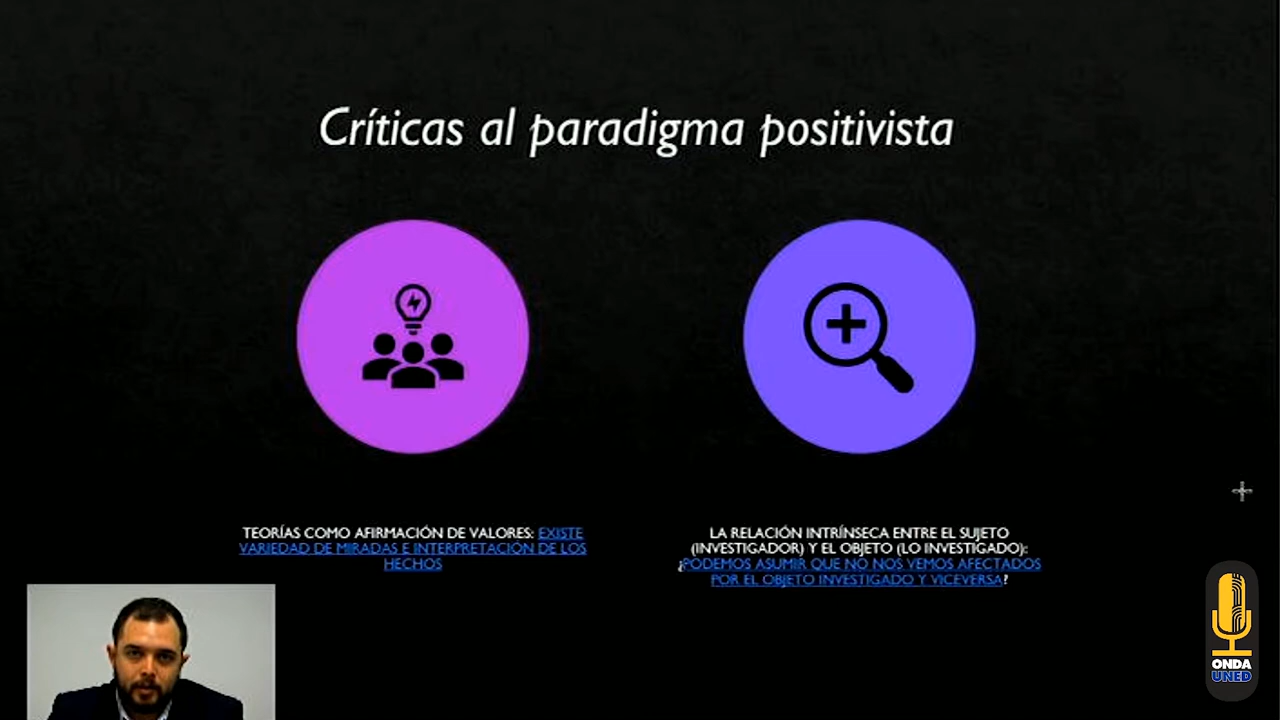 Críticas al paradigma positivista
TEORÍAS COMO AFIRMACIÓN DE VALORES: EXISTE
VARIEDAD DE MIRADAS E INTERPRETACIÓN DE LOS
HECHOS
LA RELACIÓN INTRÍNSECA ENTRE EL SUJETO
(INVESTIGADOR) Y EL OBJETO (LO INVESTIGADO):
¿PODEMOS ASUMIR QUE NO NOS VEMOS AFECTADOS
POR EL OBJETO INVESTIGADO Y VICEVERSA?
ONDA
UNED